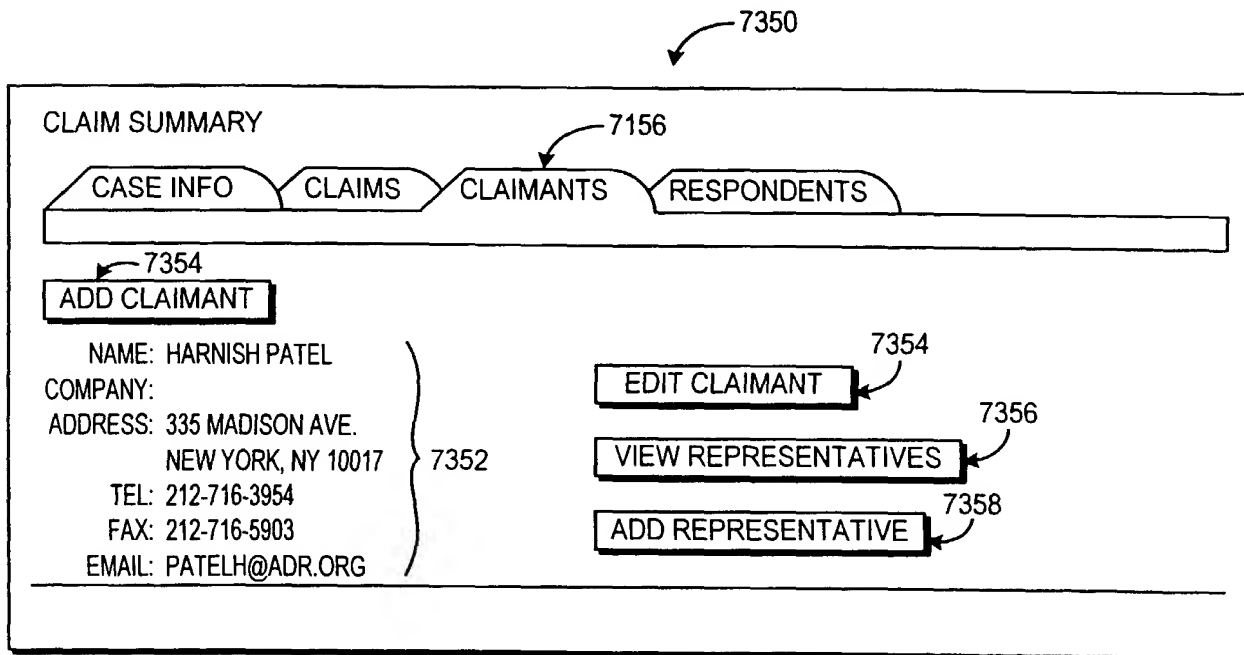 7350
CLAIM SUMMARY
7156
CASE INFO CLAIMS CLAIMANTS RESPONDENTS
7354
ADD CLAIMANT
NAME: HARNISH PATEL
COMPANY:
ADDRESS: 335 MADISON AVE.
NEW YORK, NY 10017
TEL: 212-716-3954
FAX: 212-716-5903
EMAIL: PATELH@ADR.ORG
7352
7354
EDIT CLAIMANT
7356
VIEW REPRESENTATIVES
7358
ADD REPRESENTATIVE